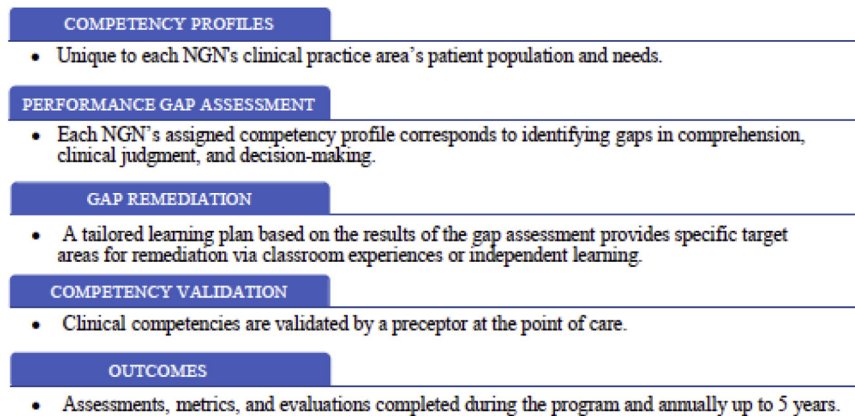 COMPETENCY PROFILES
• Unique to each NGN's clinical practice area’s patient population and needs.
PERFORMANCE GAP ASSESSMENT
• Each NGN’s assigned competency profile corresponds to identifying gaps in comprehension,
clinical judgment, and decision-making.
GAP REMEDIATION
• A tailored learning plan based on the results of the gap assessment provides specific target
areas for remediation via classroom experiences or independent learning.
COMPETENCY VALIDATION
• Clinical competencies are validated by a preceptor at the point of care.
OUTCOMES
• Assessments, metrics, and evaluations completed during the program and annually up to 5 years.